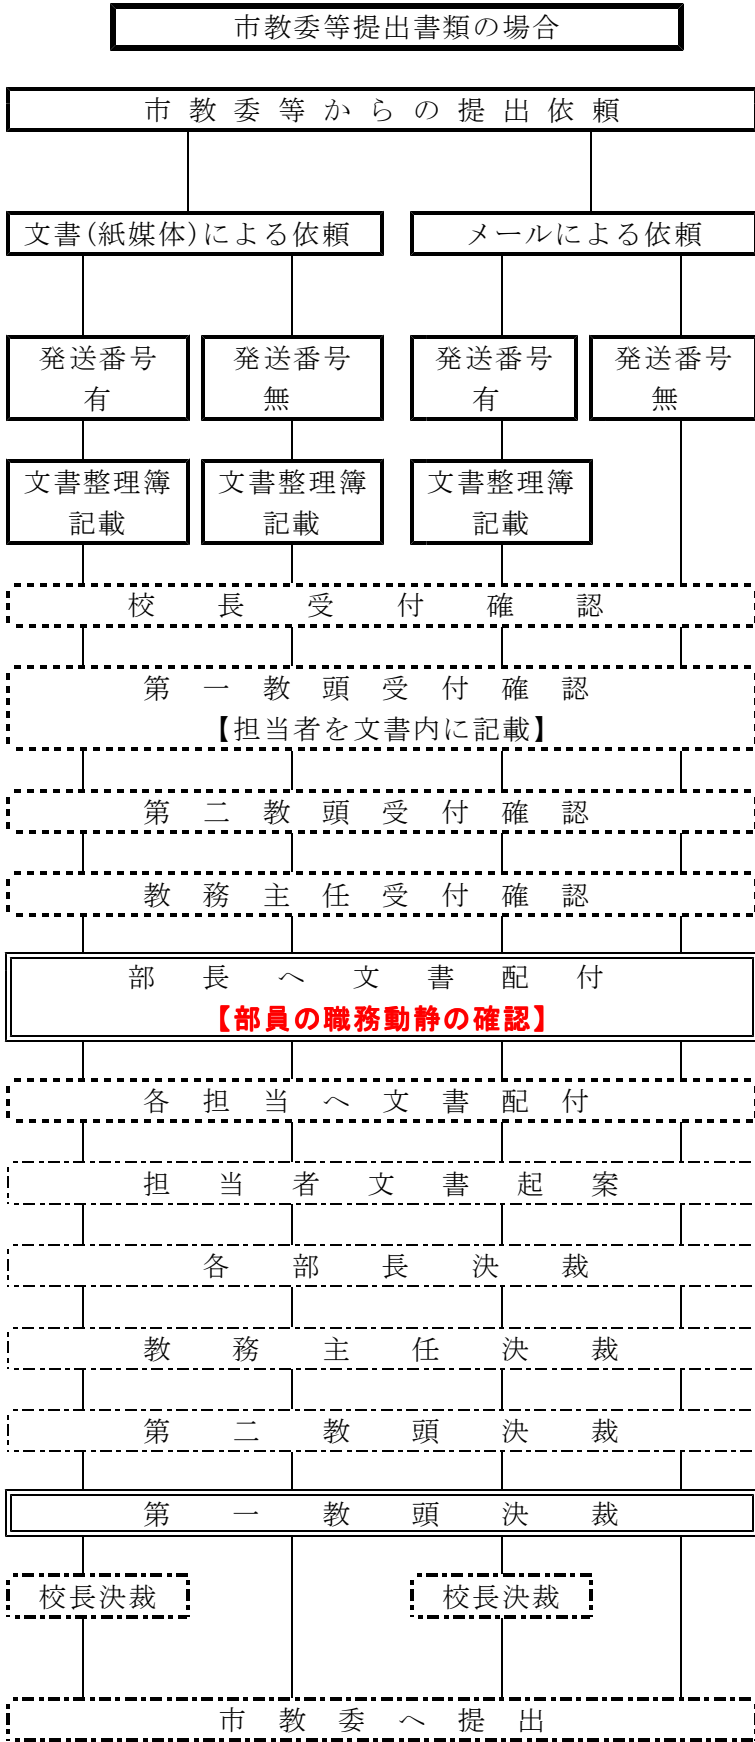 市教委等提出書類の場合
市教委等からの提出依頼
文書(紙媒体)による依頼
メールによる依頼
発送番号
有
発送番号
無
発送番号
有
発送番号
無
文書整理簿
記載
文書整理簿
記載
文書整理簿
記載
校長受付確認
第一教頭受付確認
【担当者を文書内に記載】
第二教頭受付確認
教務主任受付確認
部長へ文書配付
【部員の職務動静の確認】
各担当へ文書配付
担当者文書起案
各部長決裁
教務主任決裁
第二教頭決裁
第一教頭決裁
校長決裁
校長決裁
市教委へ提出